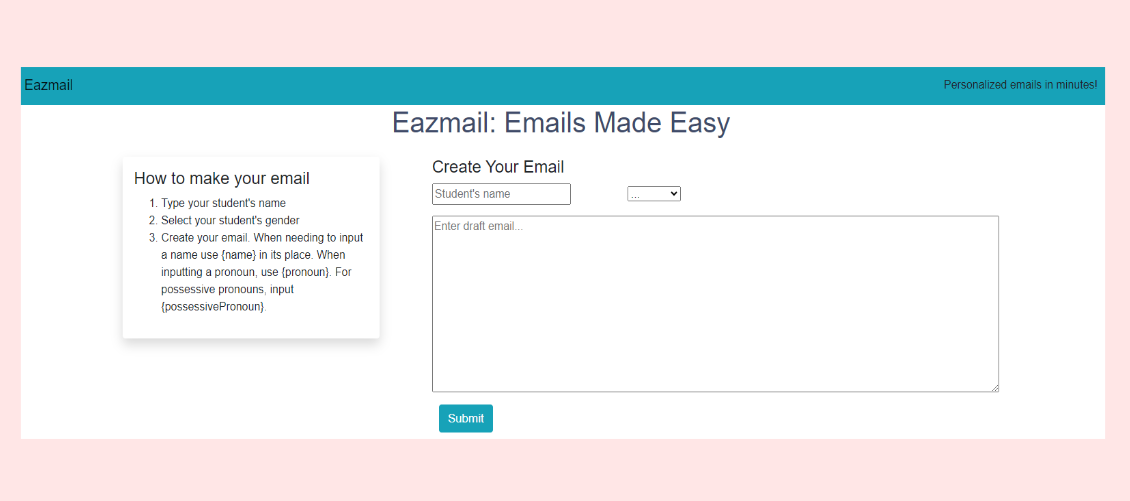 Eazmail
Personalized emails in minutes!
Eazmail: Emails Made Easy
How to make your email
1. Type your student's name
2. Select your student's gender
3. Create your email. When needing to input
a name use {name} in its place. When
inputting a pronoun, use {pronoun}. For
possessive pronouns, input
{possessivePronoun}.
Create Your Email
Student's name
...
Enter draft email...
Submit